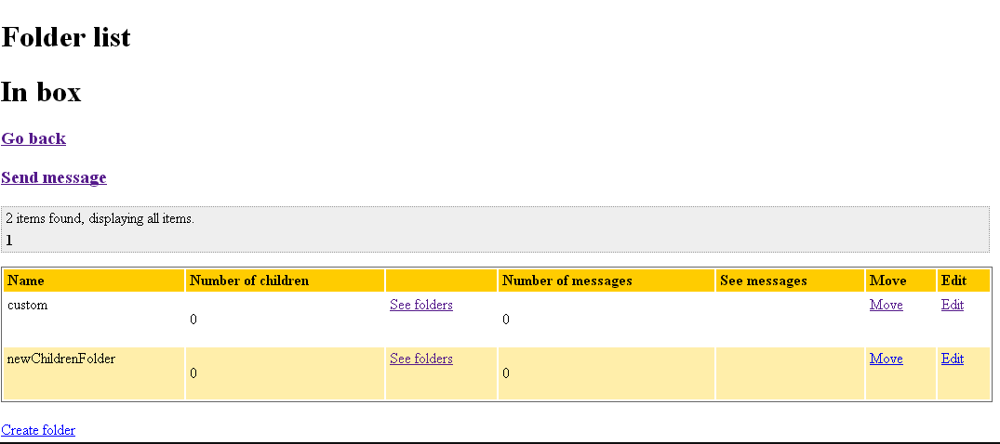 Folder list
In box
Go back
Send message
2 items found, displaying all items.
1
Name Number of children Number of messages See messages Move Edit
custom 0 See folders 0 Move Edit
newChildrenFolder 0 See folders 0 Move Edit
Create folder